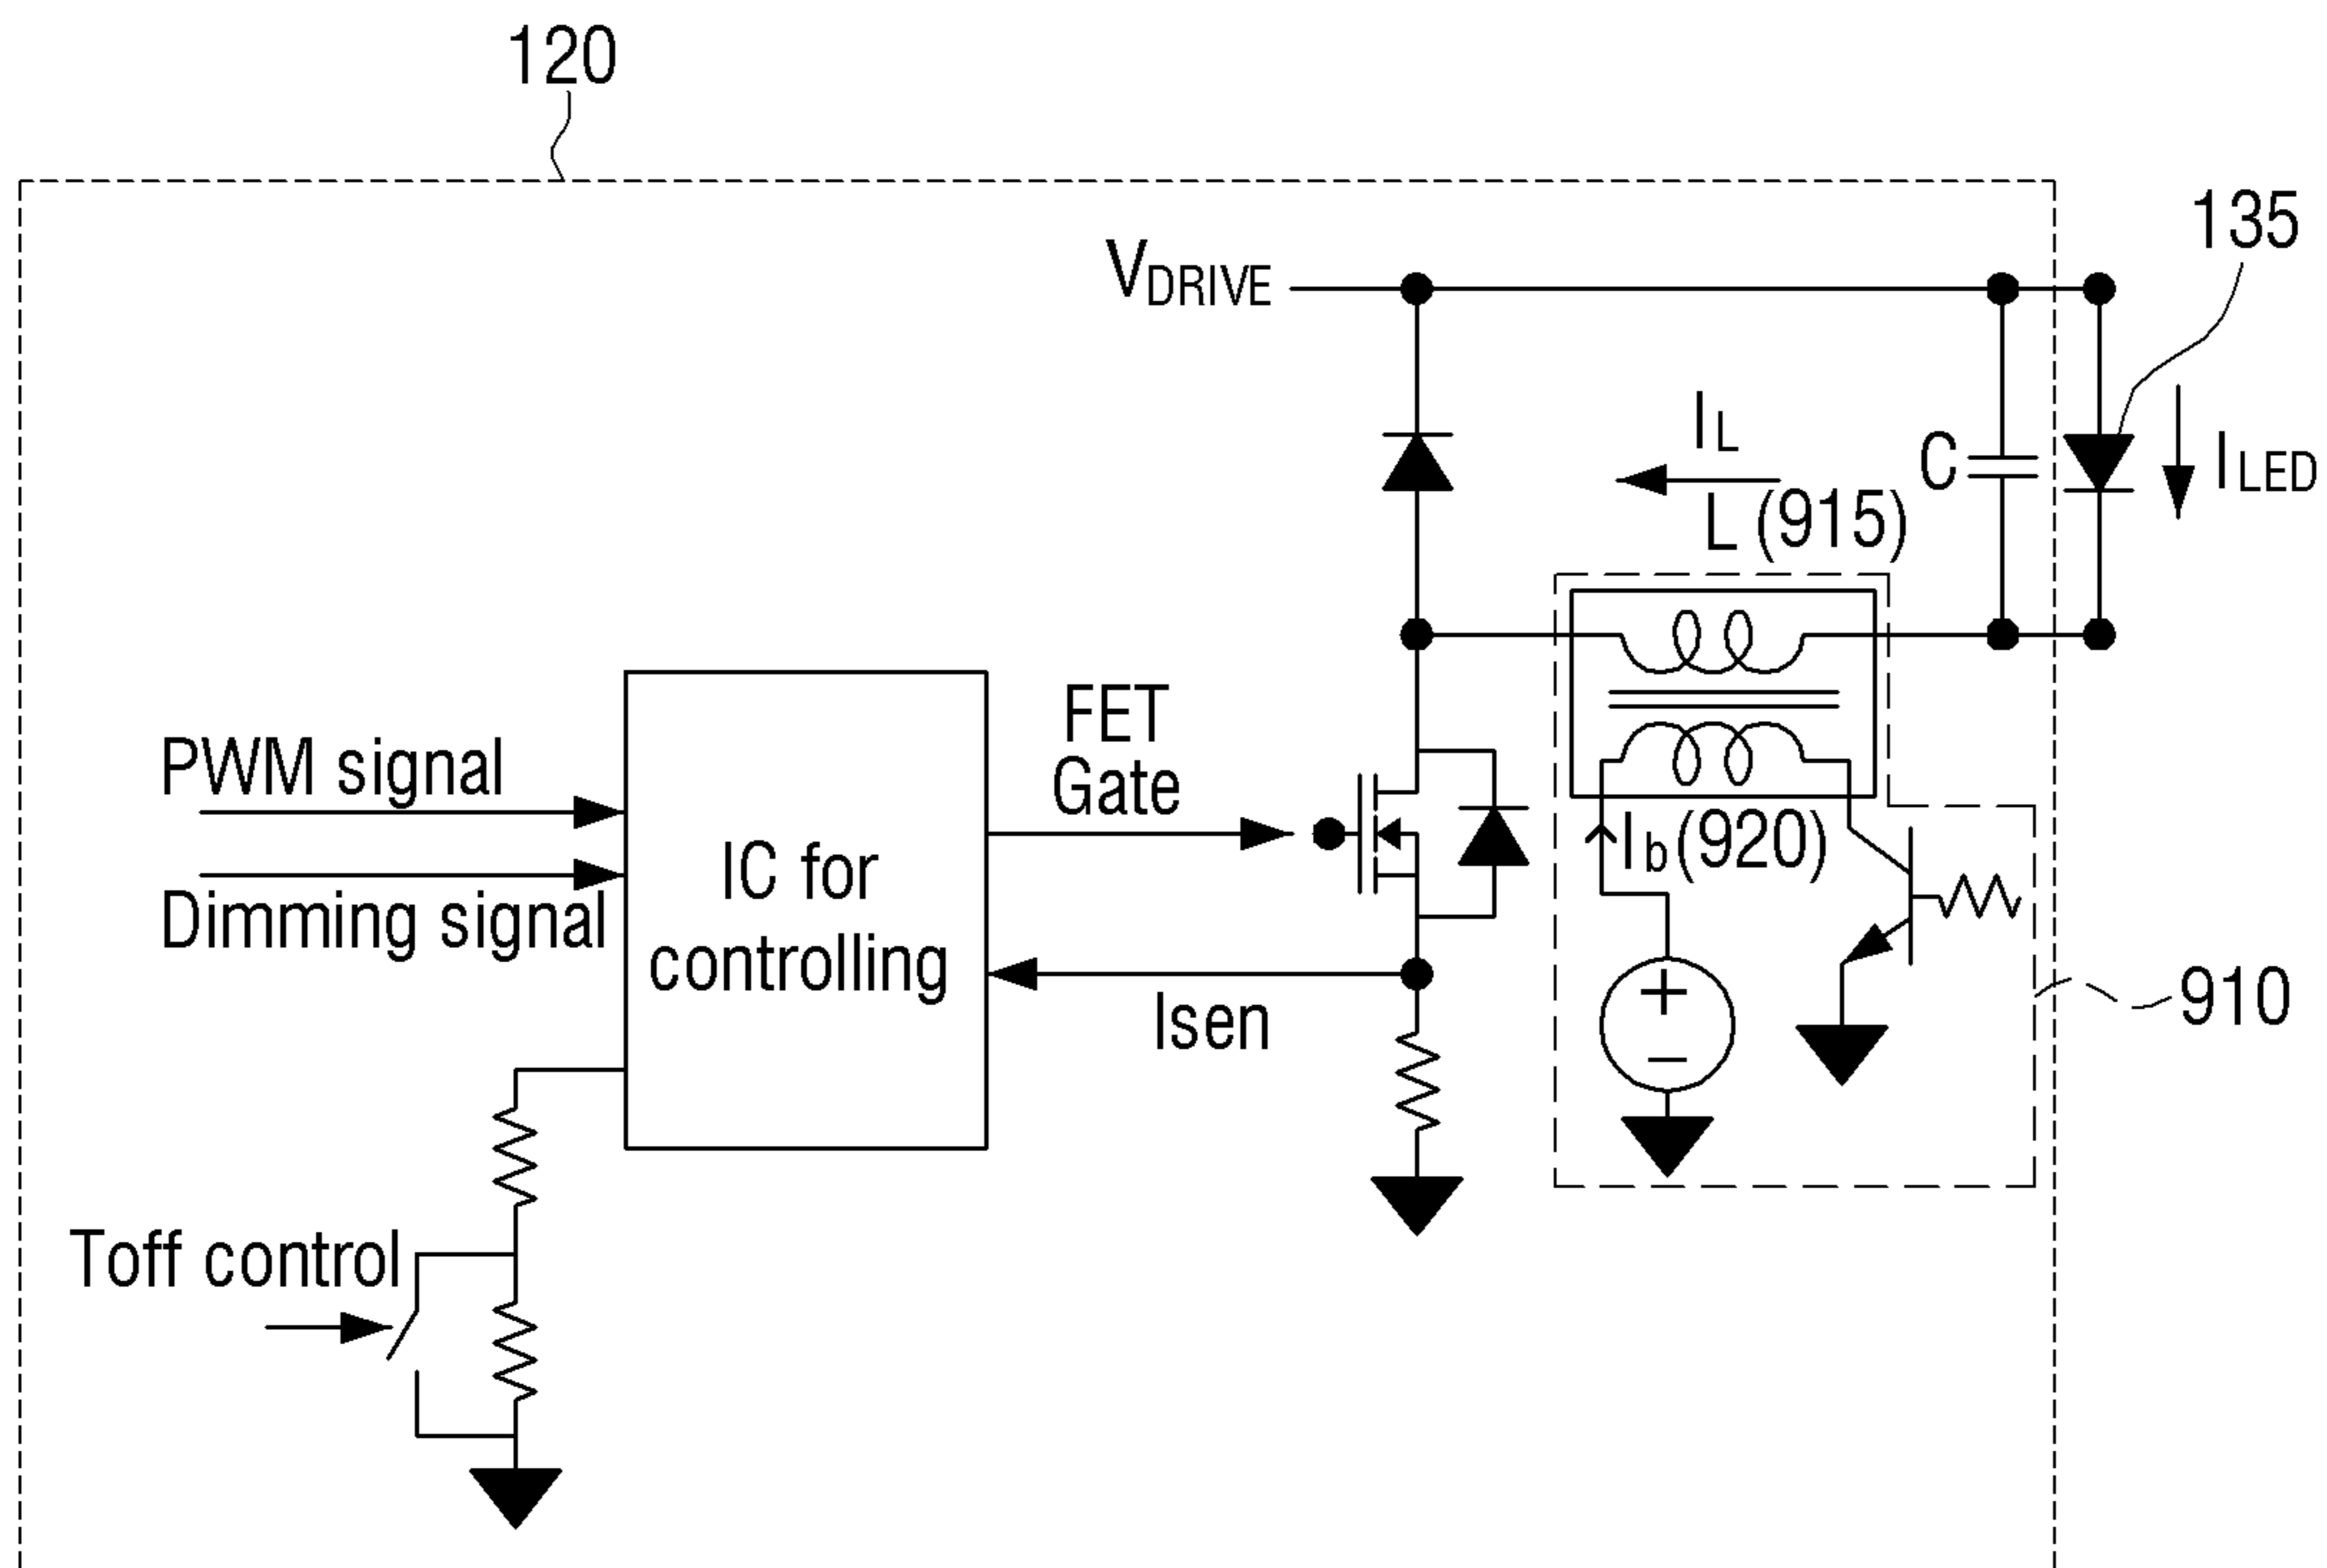 120
135
VDRIVE
IL
L (915)
C
ILED
FET
Gate
PWM signal
Dimming signal
IC for
controlling
Ib (920)
+
−
Isen
910
Toff control